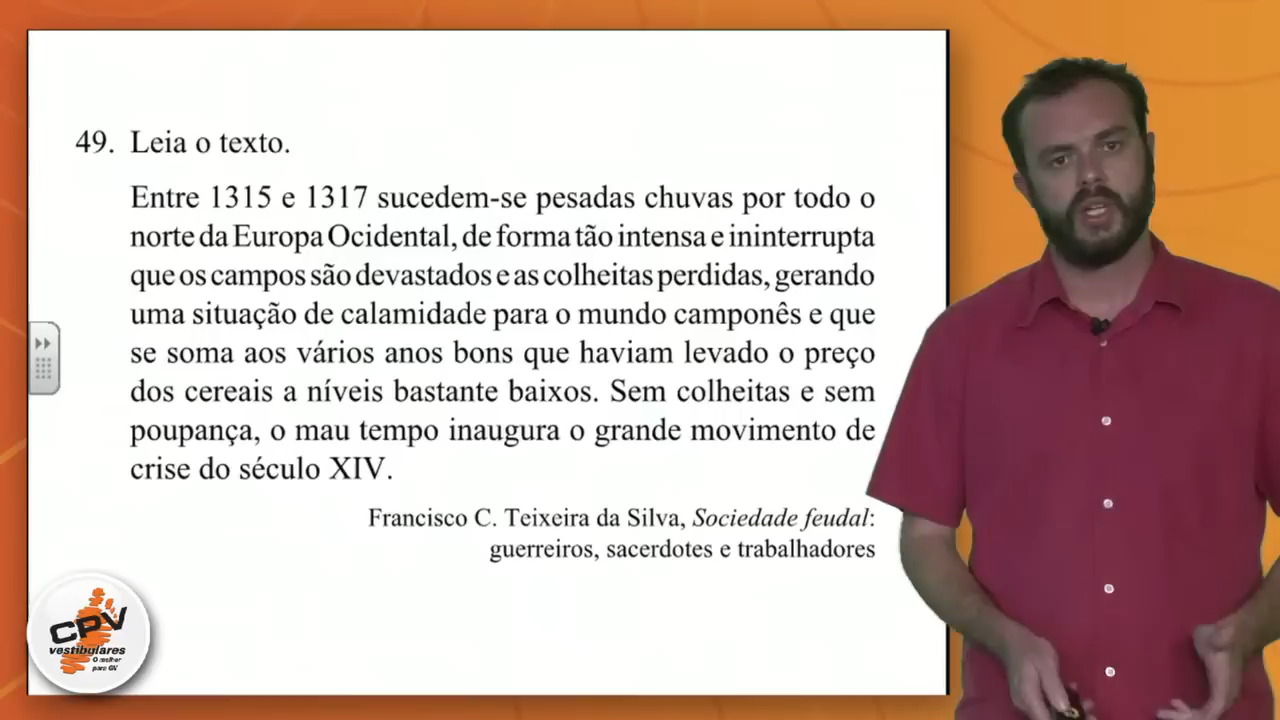 49. Leia o texto.
Entre 1315 e 1317 sucedem-se pesadas chuvas por todo o
norte da Europa Ocidental, de forma tão intensa e ininterrupta
que os campos são devastados e as colheitas perdidas, gerando
uma situação de calamidade para o mundo camponês e que
se soma aos vários anos bons que haviam levado o preço
dos cereais a níveis bastante baixos. Sem colheitas e sem
poupança, o mau tempo inaugura o grande movimento de
crise do século XIV.
Francisco C. Teixeira da Silva, Sociedade feudal:
guerreiros, sacerdotes e trabalhadores
CPV
vestibulares
O melhor
para GV